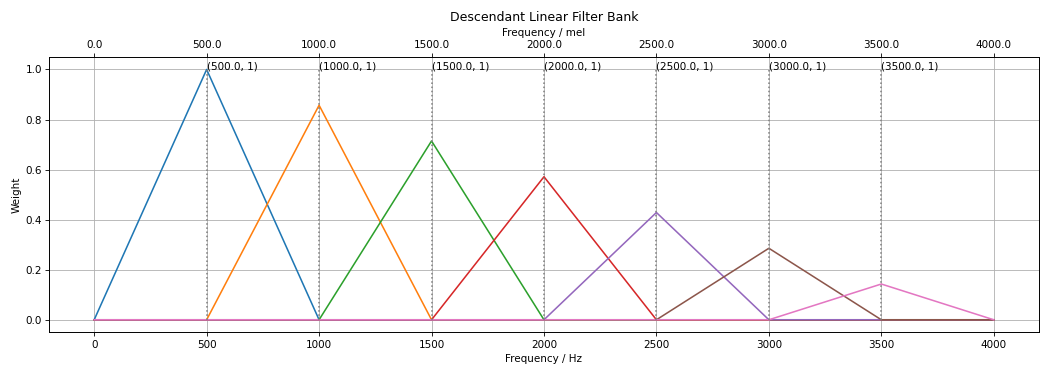 Descendant Linear Filter Bank
Frequency / mel
0.0 500.0 1000.0 1500.0 2000.0 2500.0 3000.0 3500.0 4000.0
(500.0, 1) (1000.0, 1) (1500.0, 1) (2000.0, 1) (2500.0, 1) (3000.0, 1) (3500.0, 1)
1.0
0.8
0.6
0.4
0.2
0.0
Weight
0 500 1000 1500 2000 2500 3000 3500 4000
Frequency / Hz